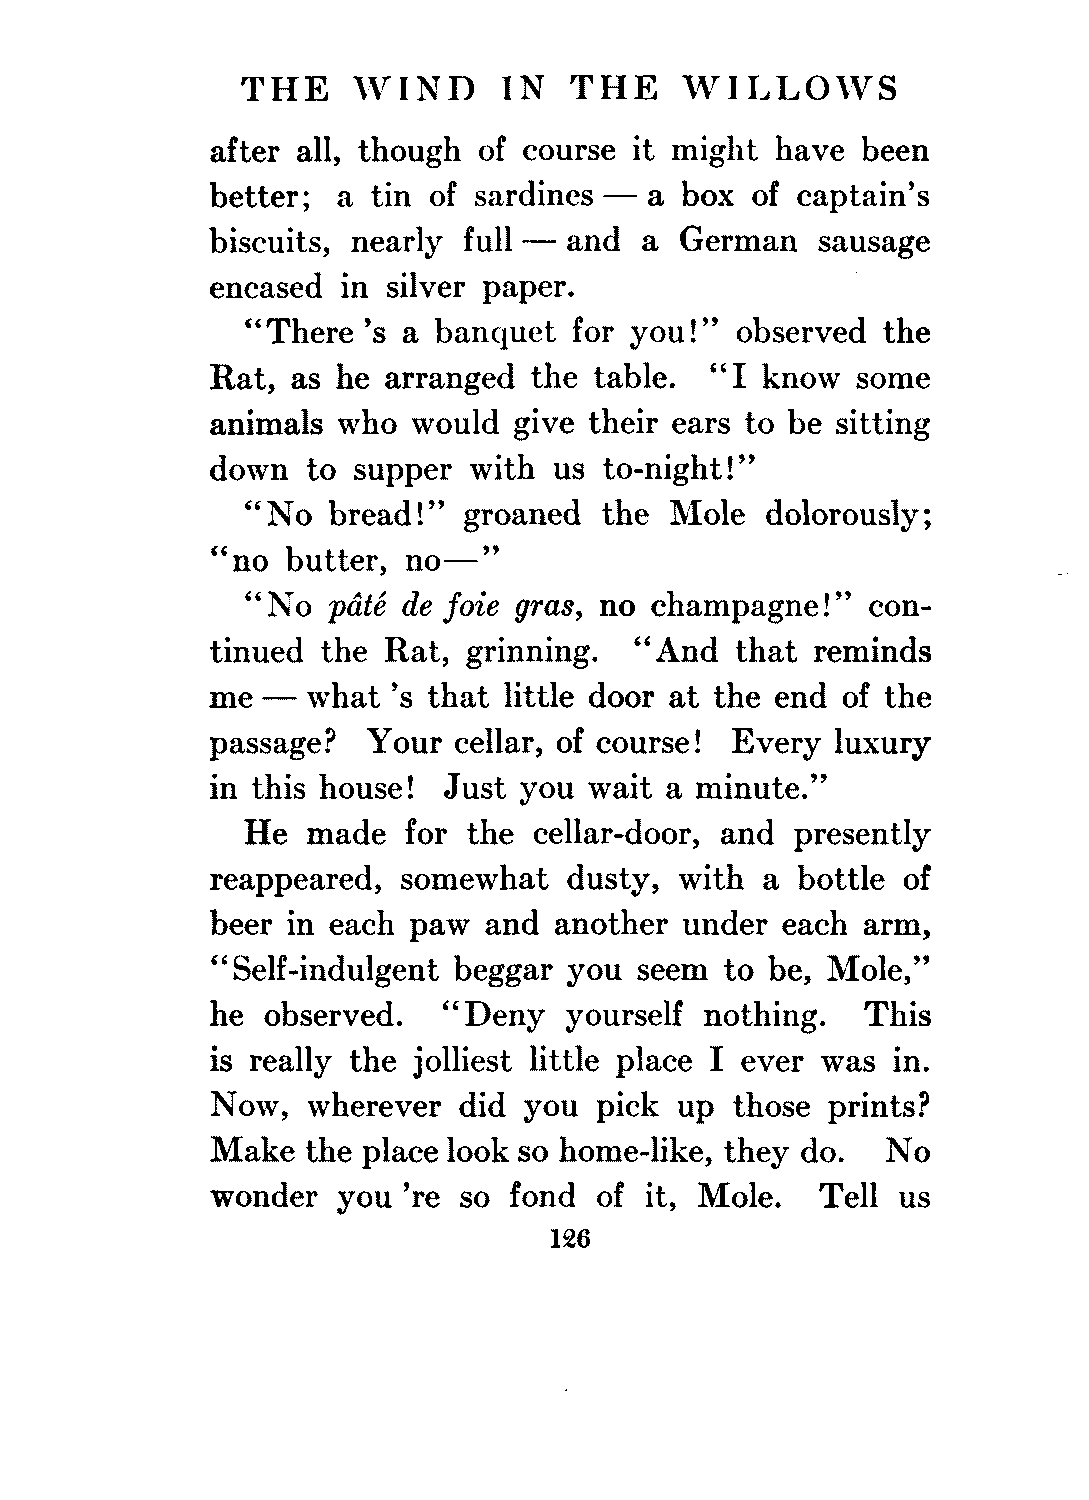 THE WIND IN THE WILLOWS
after all, though of course it might have been
better; a tin of sardines — a box of captain's
biscuits, nearly full — and a German sausage
encased in silver paper.
"There 's a banquet for you!" observed the
Rat, as he arranged the table. "I know some
animals who would give their ears to be sitting
down to supper with us to-night!"
"No bread!" groaned the Mole dolorously;
"no butter, no—"
"No pâté de foie gras, no champagne!" con-
tinued the Rat, grinning. "And that reminds
me — what 's that little door at the end of the
passage? Your cellar, of course! Every luxury
in this house! Just you wait a minute."
He made for the cellar-door, and presently
reappeared, somewhat dusty, with a bottle of
beer in each paw and another under each arm,
"Self-indulgent beggar you seem to be, Mole,"
he observed. "Deny yourself nothing. This
is really the jolliest little place I ever was in.
Now, wherever did you pick up those prints?
Make the place look so home-like, they do. No
wonder you 're so fond of it, Mole. Tell us
126